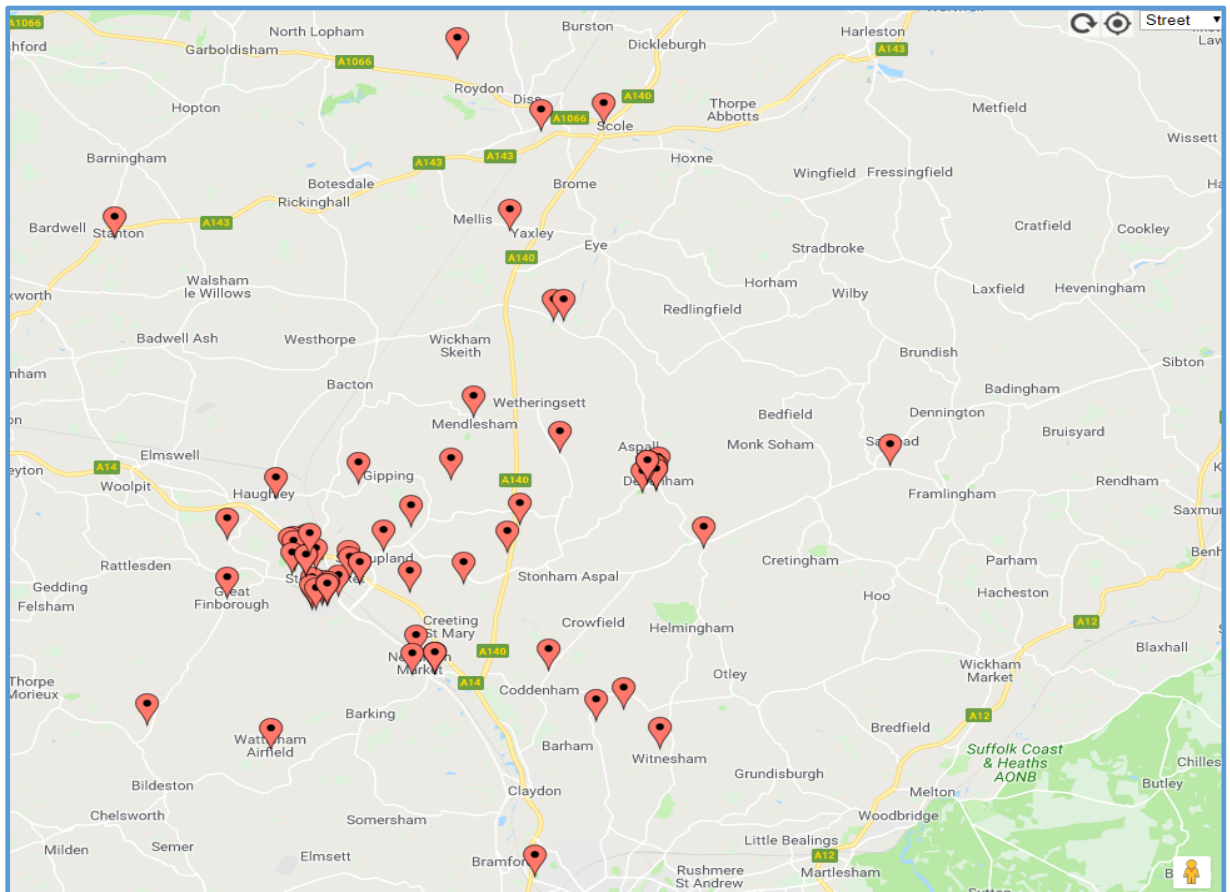 A1066
North Lopham
Burston
Harleston
Street
Garboldisham
Dickleburgh
A1066
A143
Roydon
Diss
A140
Hopton
A1066
Scole
Thorpe
Abbotts
Metfield
Wissett
Barningham
A143
A143
Hoxne
Botesdale
Rickinghall
Brome
Wingfield
Fressingfield
Bardwell
Stanton
A143
Mellis
Yaxley
Eye
Cratfield
Cookley
A140
Stradbroke
Walsham
le Willows
Horham
Wilby
Laxfield
Heveningham
Redlingfield
Badwell Ash
Westhorpe
Wickham
Skeith
Brundish
Sibton
Bacton
Badingham
Wetheringsett
Mendlesham
Bedfield
Dennington
Bruisyard
Aspall
Monk Soham
Elmswell
A14
Woolpit
Gipping
A140
Haughley
Framlingham
Rendham
Rattlesden
Cretingham
Parham
Gedding
Stonham Aspal
Hoo
Hacheston
Felsham
Great
Finborough
Creeting
St Mary
Crowfield
Helmingham
A12
Blaxhall
A140
Market
Wickham
Market
Thorpe
Morieux
A14
Coddenham
Otley
Barking
A12
Bredfield
Airfield
Barham
Witnesham
Suffolk Coast
& Heaths
AONB
Grundisburgh
Bildeston
Claydon
Melton
Butley
Chelsworth
Somersham
Woodbridge
Milden
Semer
Elmsett
Little Bealings
A12
Rushmere
St Andrew
Martlesham